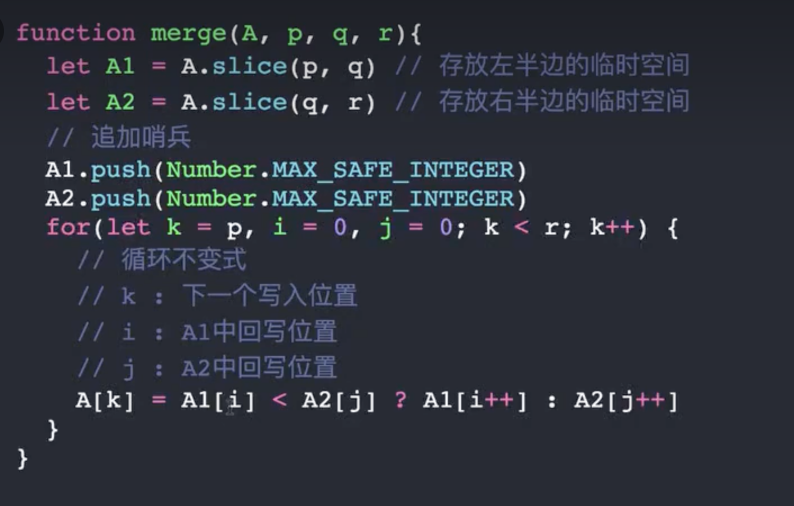 function merge(A, p, q, r){
  let A1 = A.slice(p, q) // 存放左半边的临时空间
  let A2 = A.slice(q, r) // 存放右半边的临时空间
  // 追加哨兵
  A1.push(Number.MAX_SAFE_INTEGER)
  A2.push(Number.MAX_SAFE_INTEGER)
  for(let k = p, i = 0, j = 0; k < r; k++) {
    // 循环不变式
    // k : 下一个写入位置
    // i : A1中回写位置
    // j : A2中回写位置
    A[k] = A1[i] < A2[j] ? A1[i++] : A2[j++]
  }
}